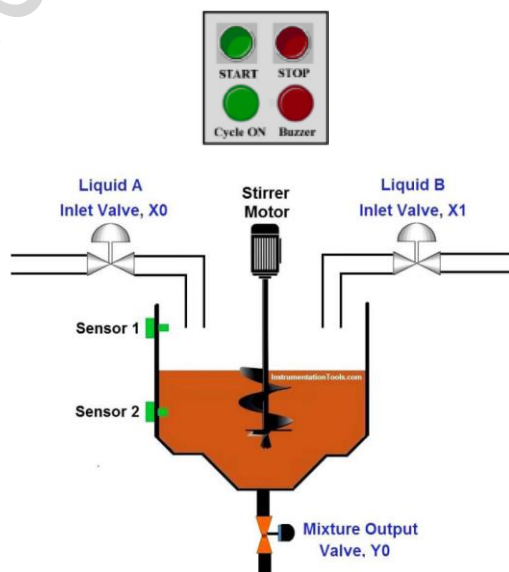 START STOP
Cycle ON Buzzer
Liquid A
Inlet Valve, X0
Stirrer
Motor
Liquid B
Inlet Valve, X1
Sensor 1
InstrumentationTools.com
Sensor 2
Mixture Output
Valve, Y0